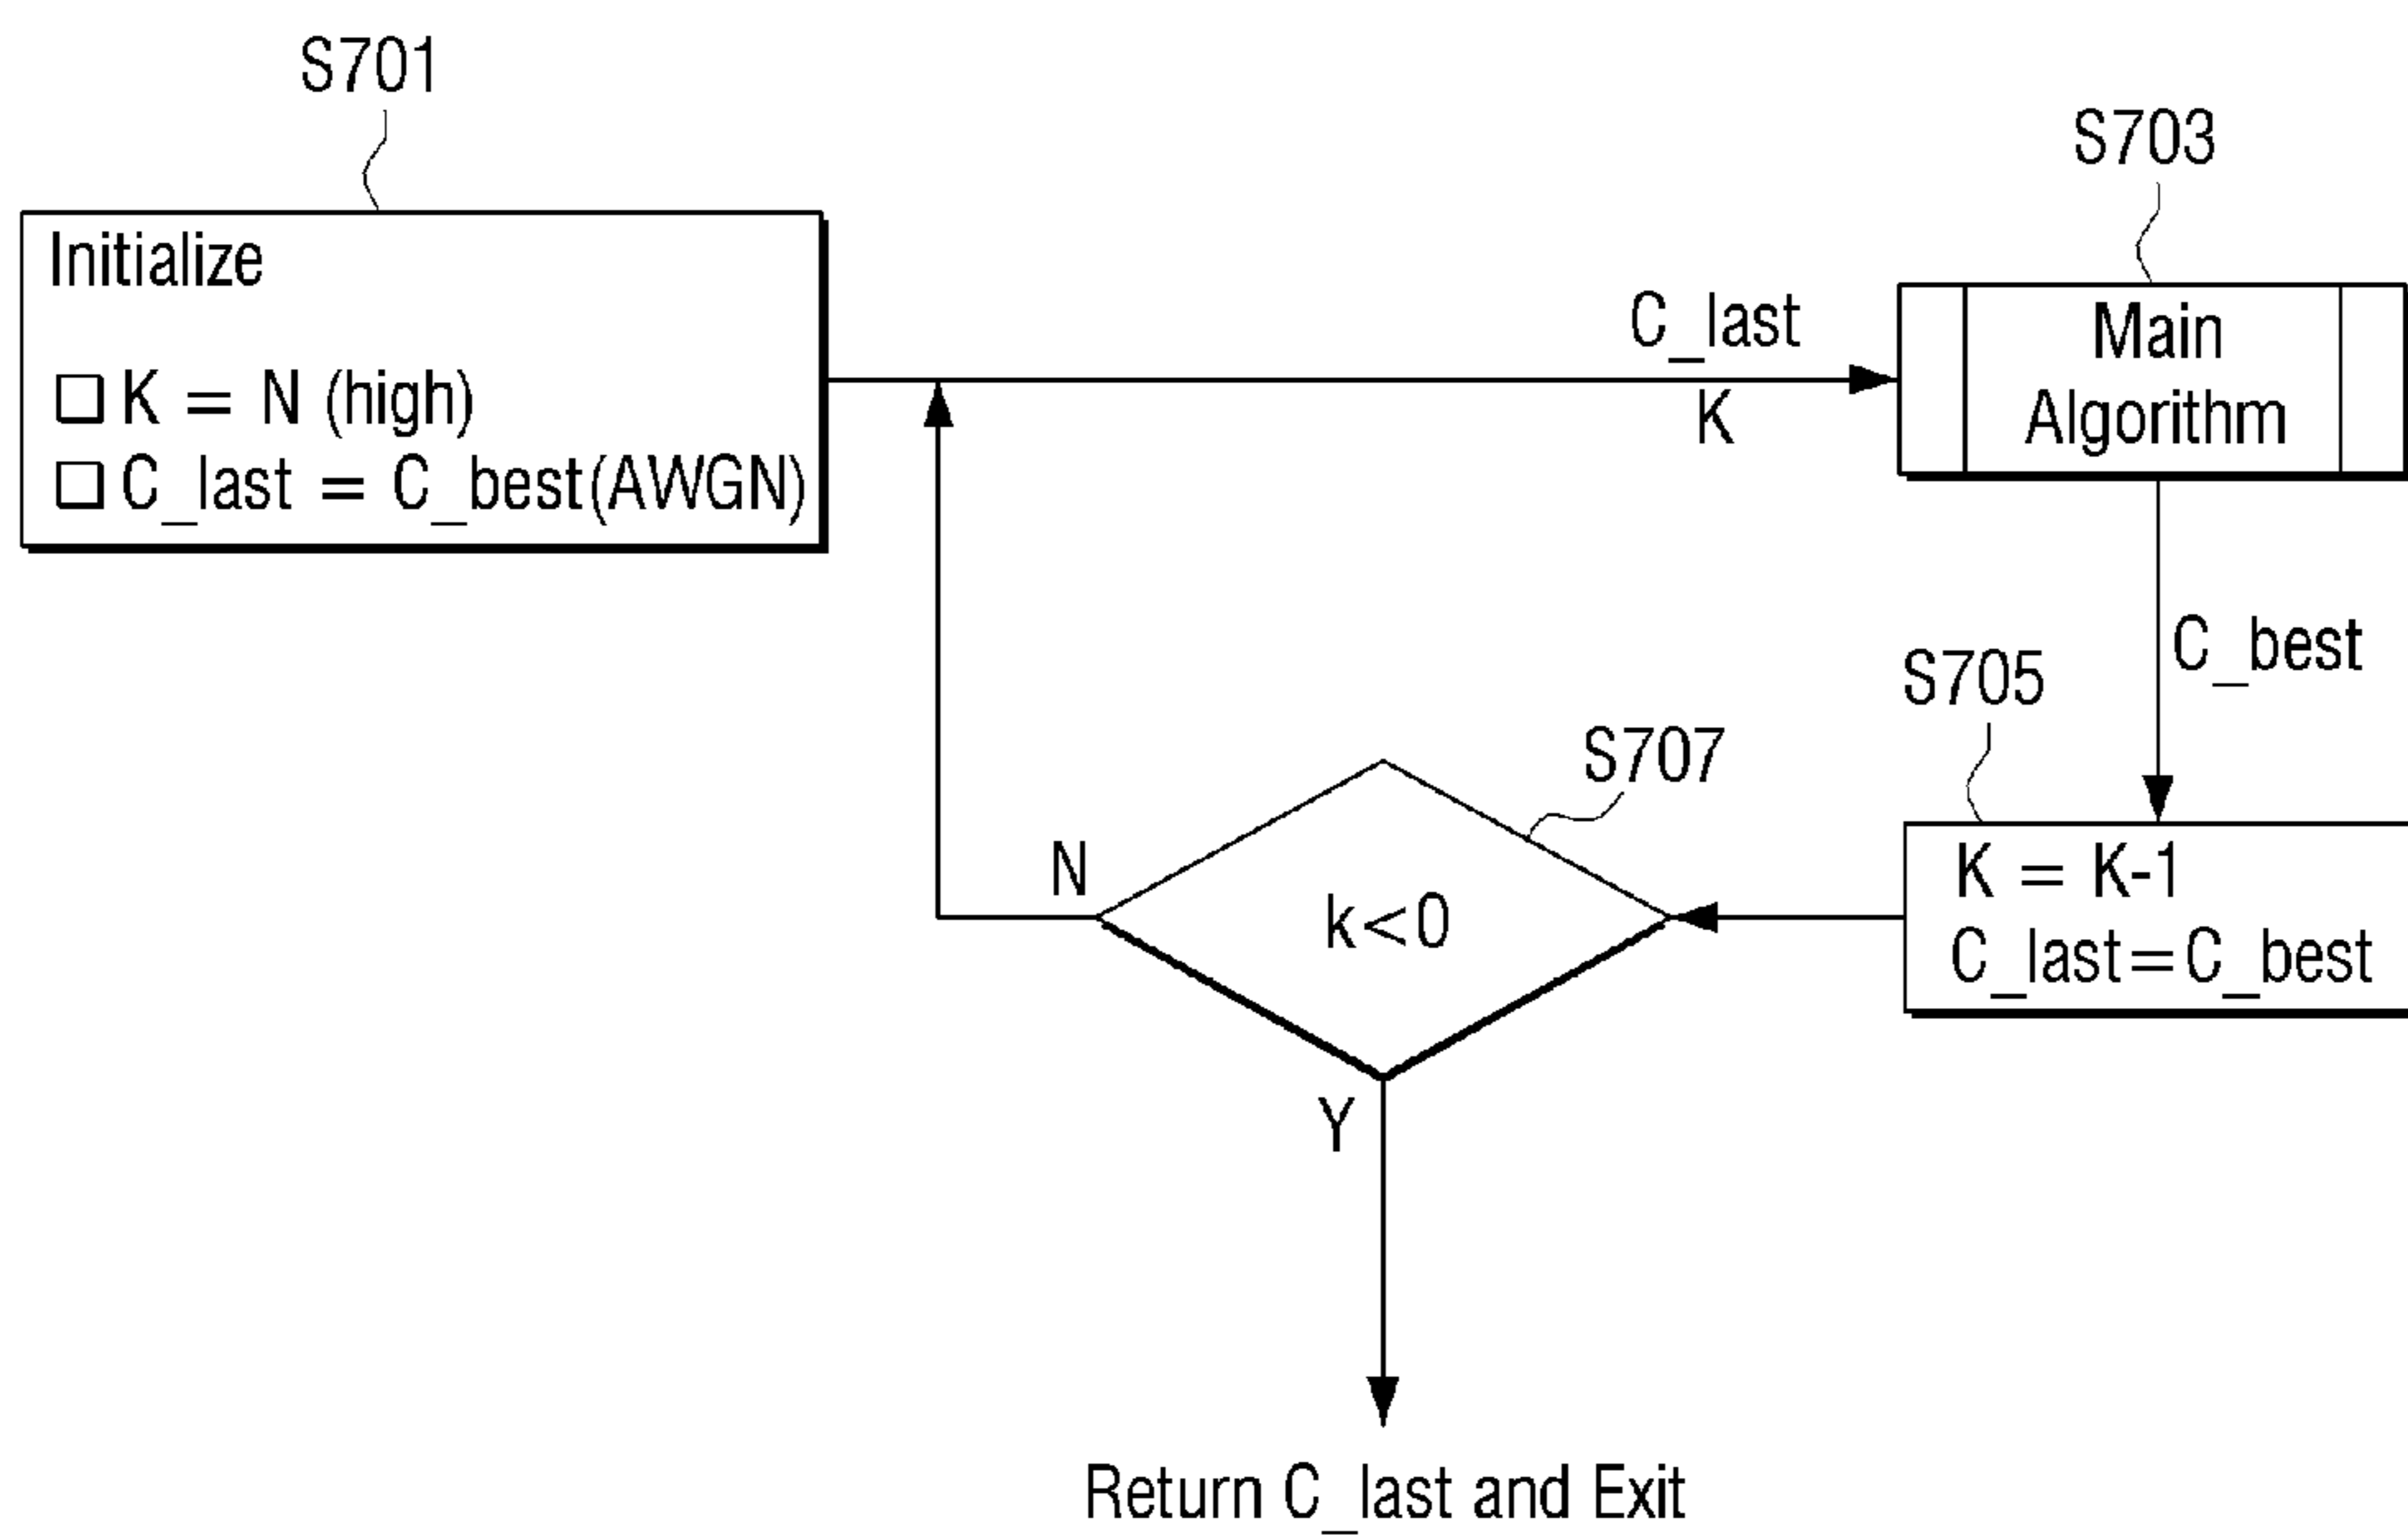 S701
Initialize
□ K = N (high)
□ C_last = C_best(AWGN)
C_last
K
S703
Main
Algorithm
C_best
S705
K = K-1
C_last=C_best
S707
k<0
N
Y
Return C_last and Exit